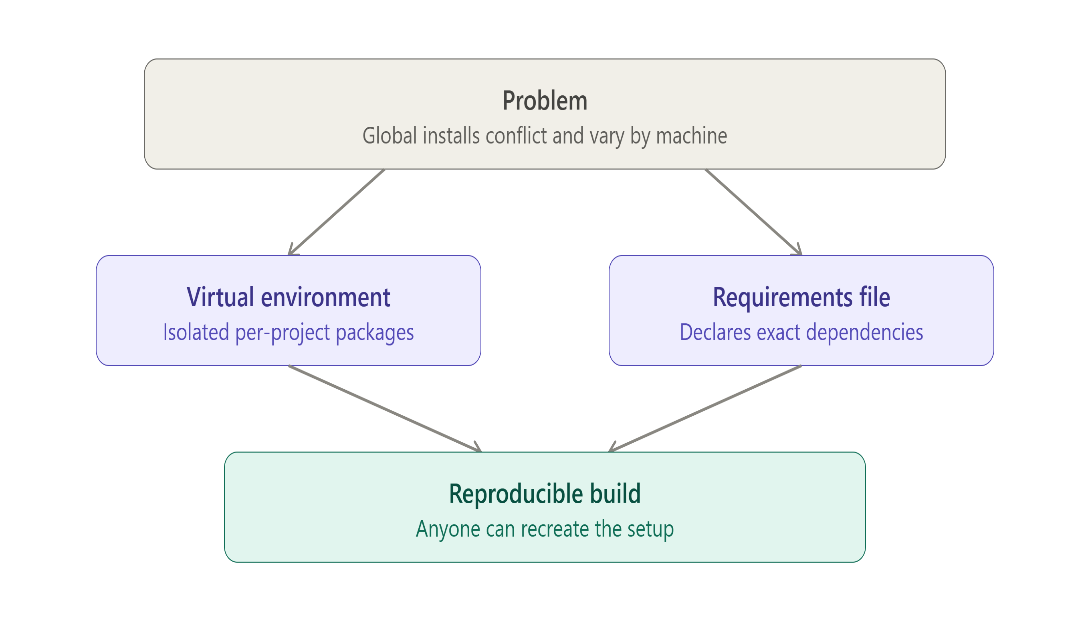 Problem
Global installs conflict and vary by machine
Virtual environment
Isolated per-project packages
Requirements file
Declares exact dependencies
Reproducible build
Anyone can recreate the setup